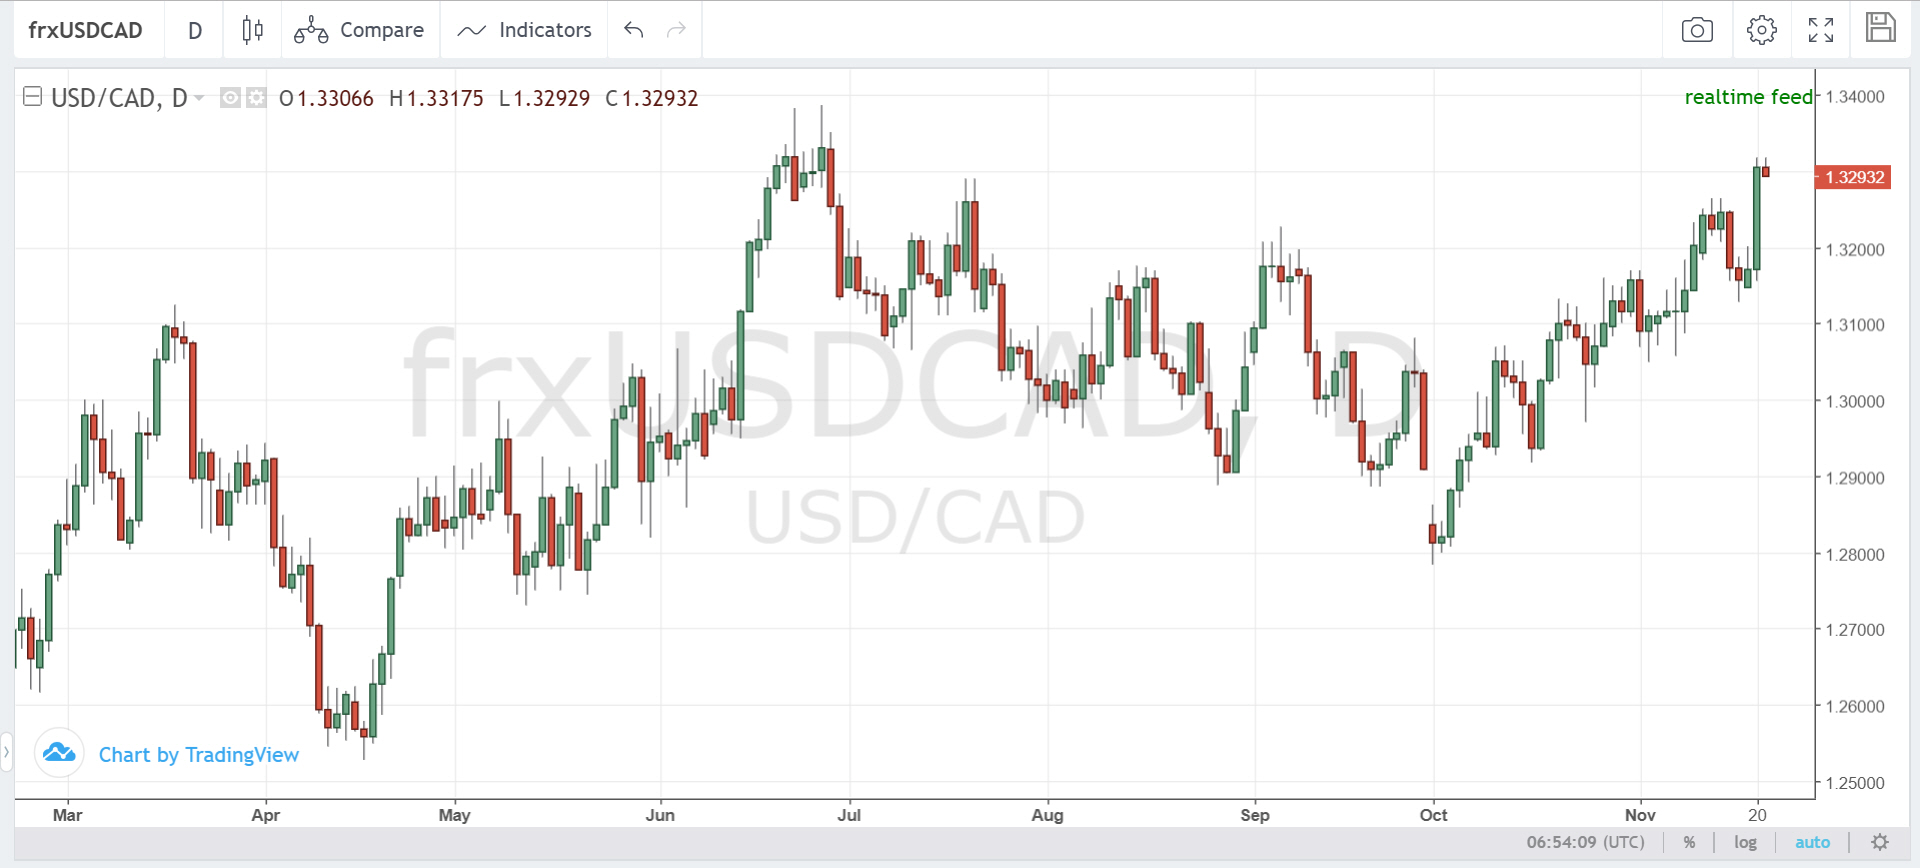 frxUSDCAD D Compare Indicators
USD/CAD, D O1.33066 H1.33175 L1.32929 C1.32932
realtime feed
1.34000
1.32932
1.32000
1.31000
1.30000
1.29000
1.28000
1.27000
1.26000
1.25000
frxUSDCAD, D
USD/CAD
Chart by TradingView
Mar Apr May Jun Jul Aug Sep Oct Nov 20
06:54:09 (UTC) % log auto